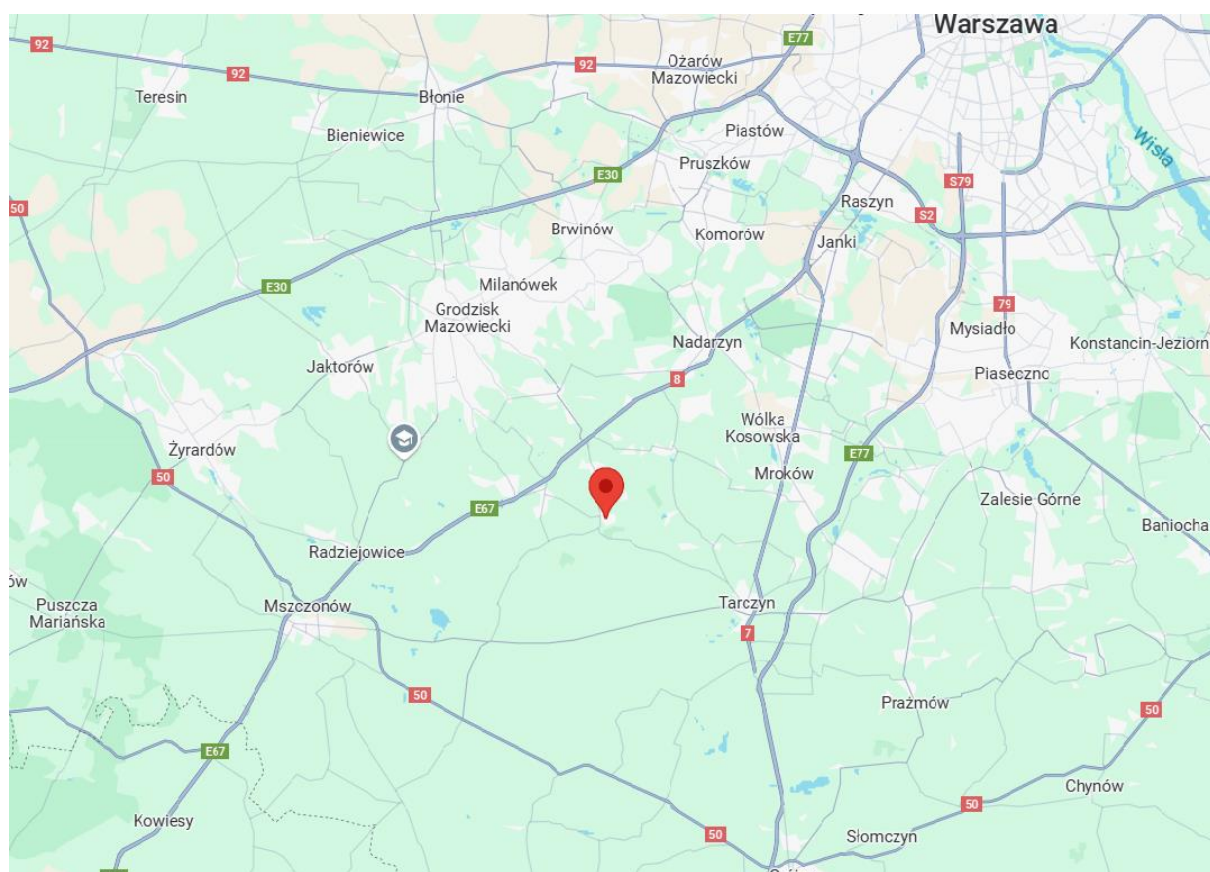 Warszawa
E77
92
Ożarów
Mazowiecki
92
92
Teresin
Błonie
Bieniewice
Piastów
Wisła
Pruszków
E30
S79
50
Raszyn
S2
Brwinów
Komorów
Janki
E30
Milanówek
Grodzisk
Mazowiecki
79
Mysiadło
Nadarzyn
Konstancin-Jeziorn
Jaktorów
8
Piaseczno
Wólka
Kosowska
Żyrardów
E77
50
Mroków
Zalesie Górne
E67
Baniocha
Radziejowice
ów
Puszcza
Mariańska
Mszczonów
Tarczyn
7
50
Prażmów
50
E67
Chynów
50
Kowiesy
50
Słomczyn